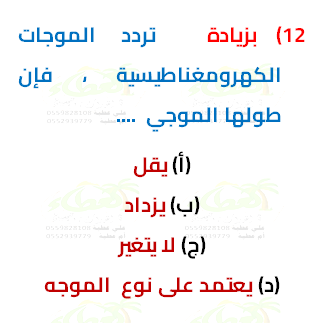 12) بزيادة تردد الموجات
الكهرومغناطيسية ، فإن
طولها الموجي ....
(أ) يقل
(ب) يزداد
(ج) لا يتغير
(د) يعتمد على نوع الموجه